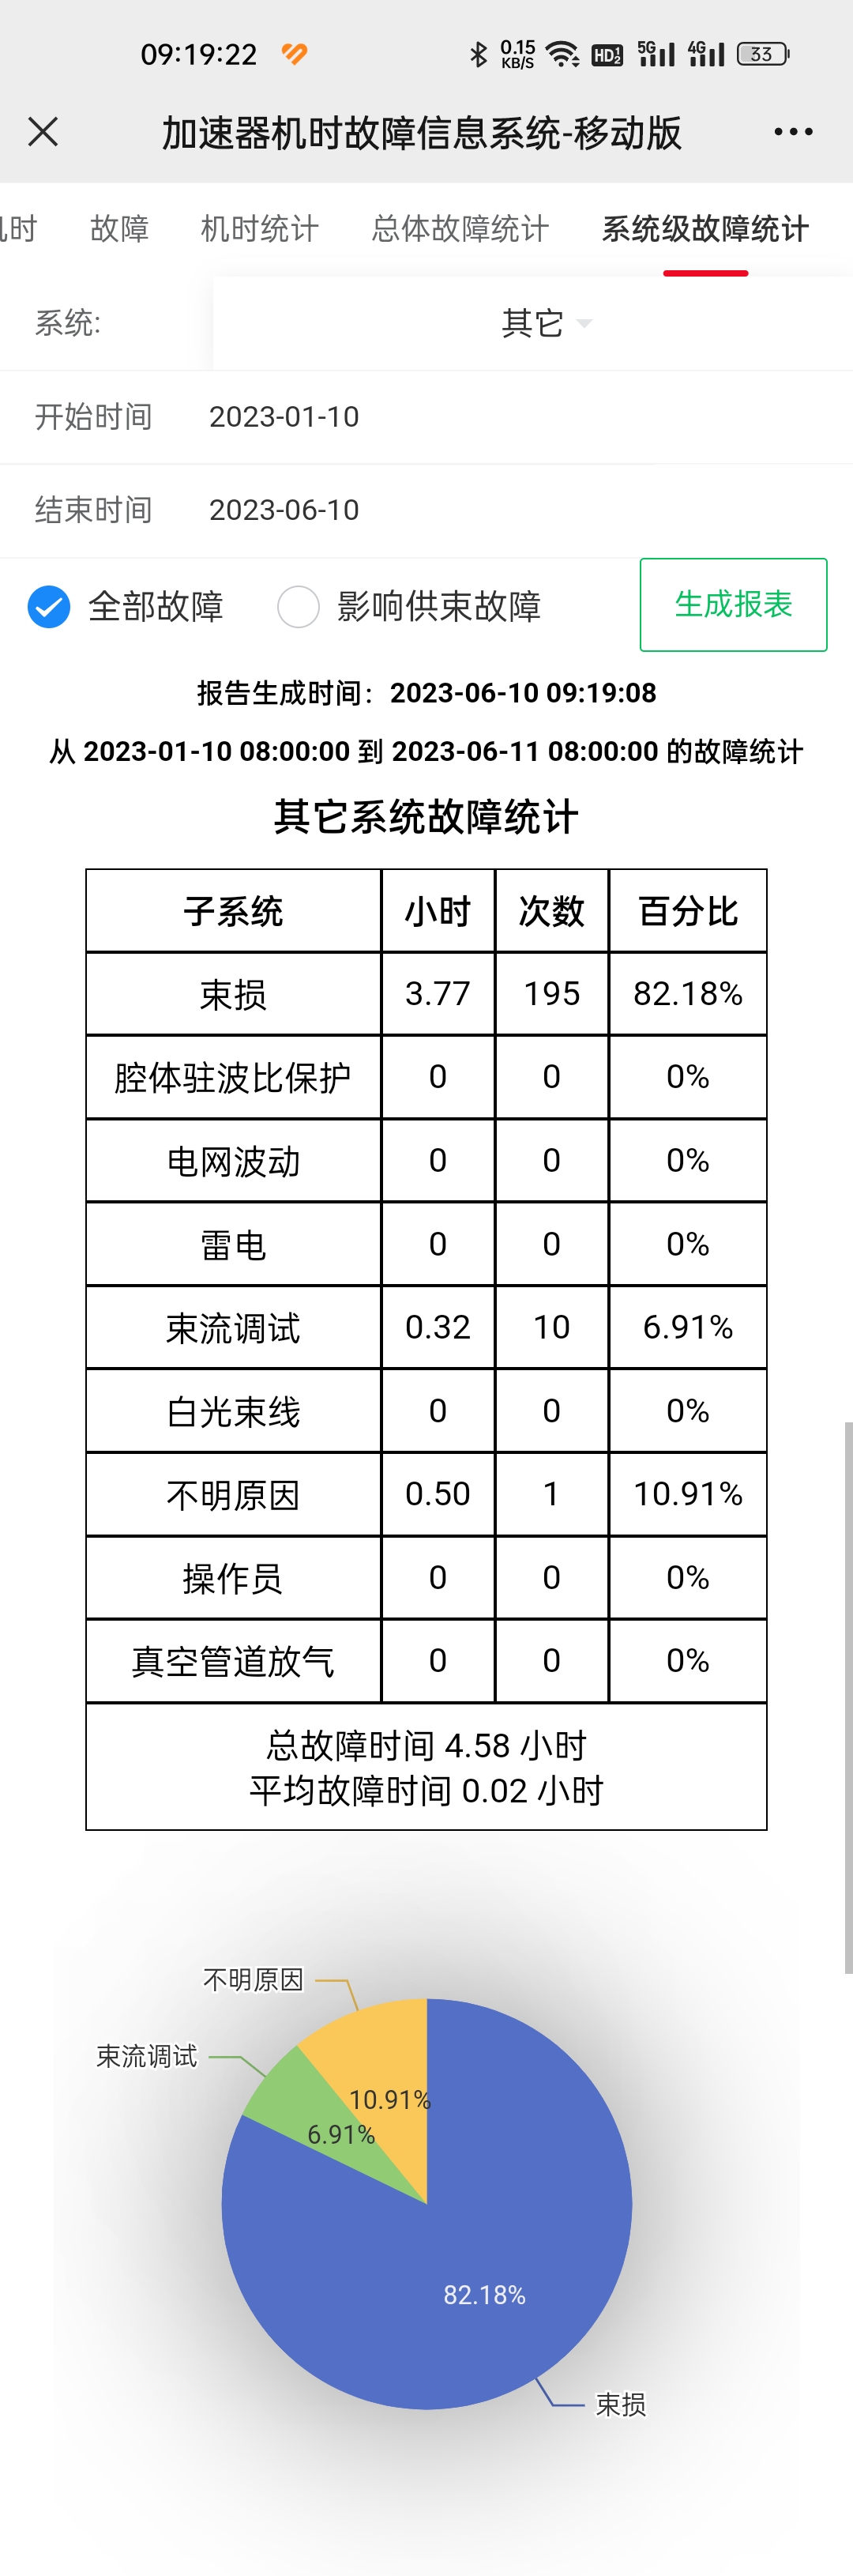 09:19:22 0.15 KB/S HD 1 2 5G 4G 33
加速器机时故障信息系统-移动版
机时 故障 机时统计 总体故障统计 系统级故障统计
系统: 其它
开始时间 2023-01-10
结束时间 2023-06-10
全部故障 影响供束故障 生成报表
报告生成时间：2023-06-10 09:19:08
从 2023-01-10 08:00:00 到 2023-06-11 08:00:00 的故障统计
其它系统故障统计
子系统 小时 次数 百分比
束损 3.77 195 82.18%
腔体驻波比保护 0 0 0%
电网波动 0 0 0%
雷电 0 0 0%
束流调试 0.32 10 6.91%
白光束线 0 0 0%
不明原因 0.50 1 10.91%
操作员 0 0 0%
真空管道放气 0 0 0%
总故障时间 4.58 小时
平均故障时间 0.02 小时
不明原因
束流调试
10.91%
6.91%
82.18%
束损